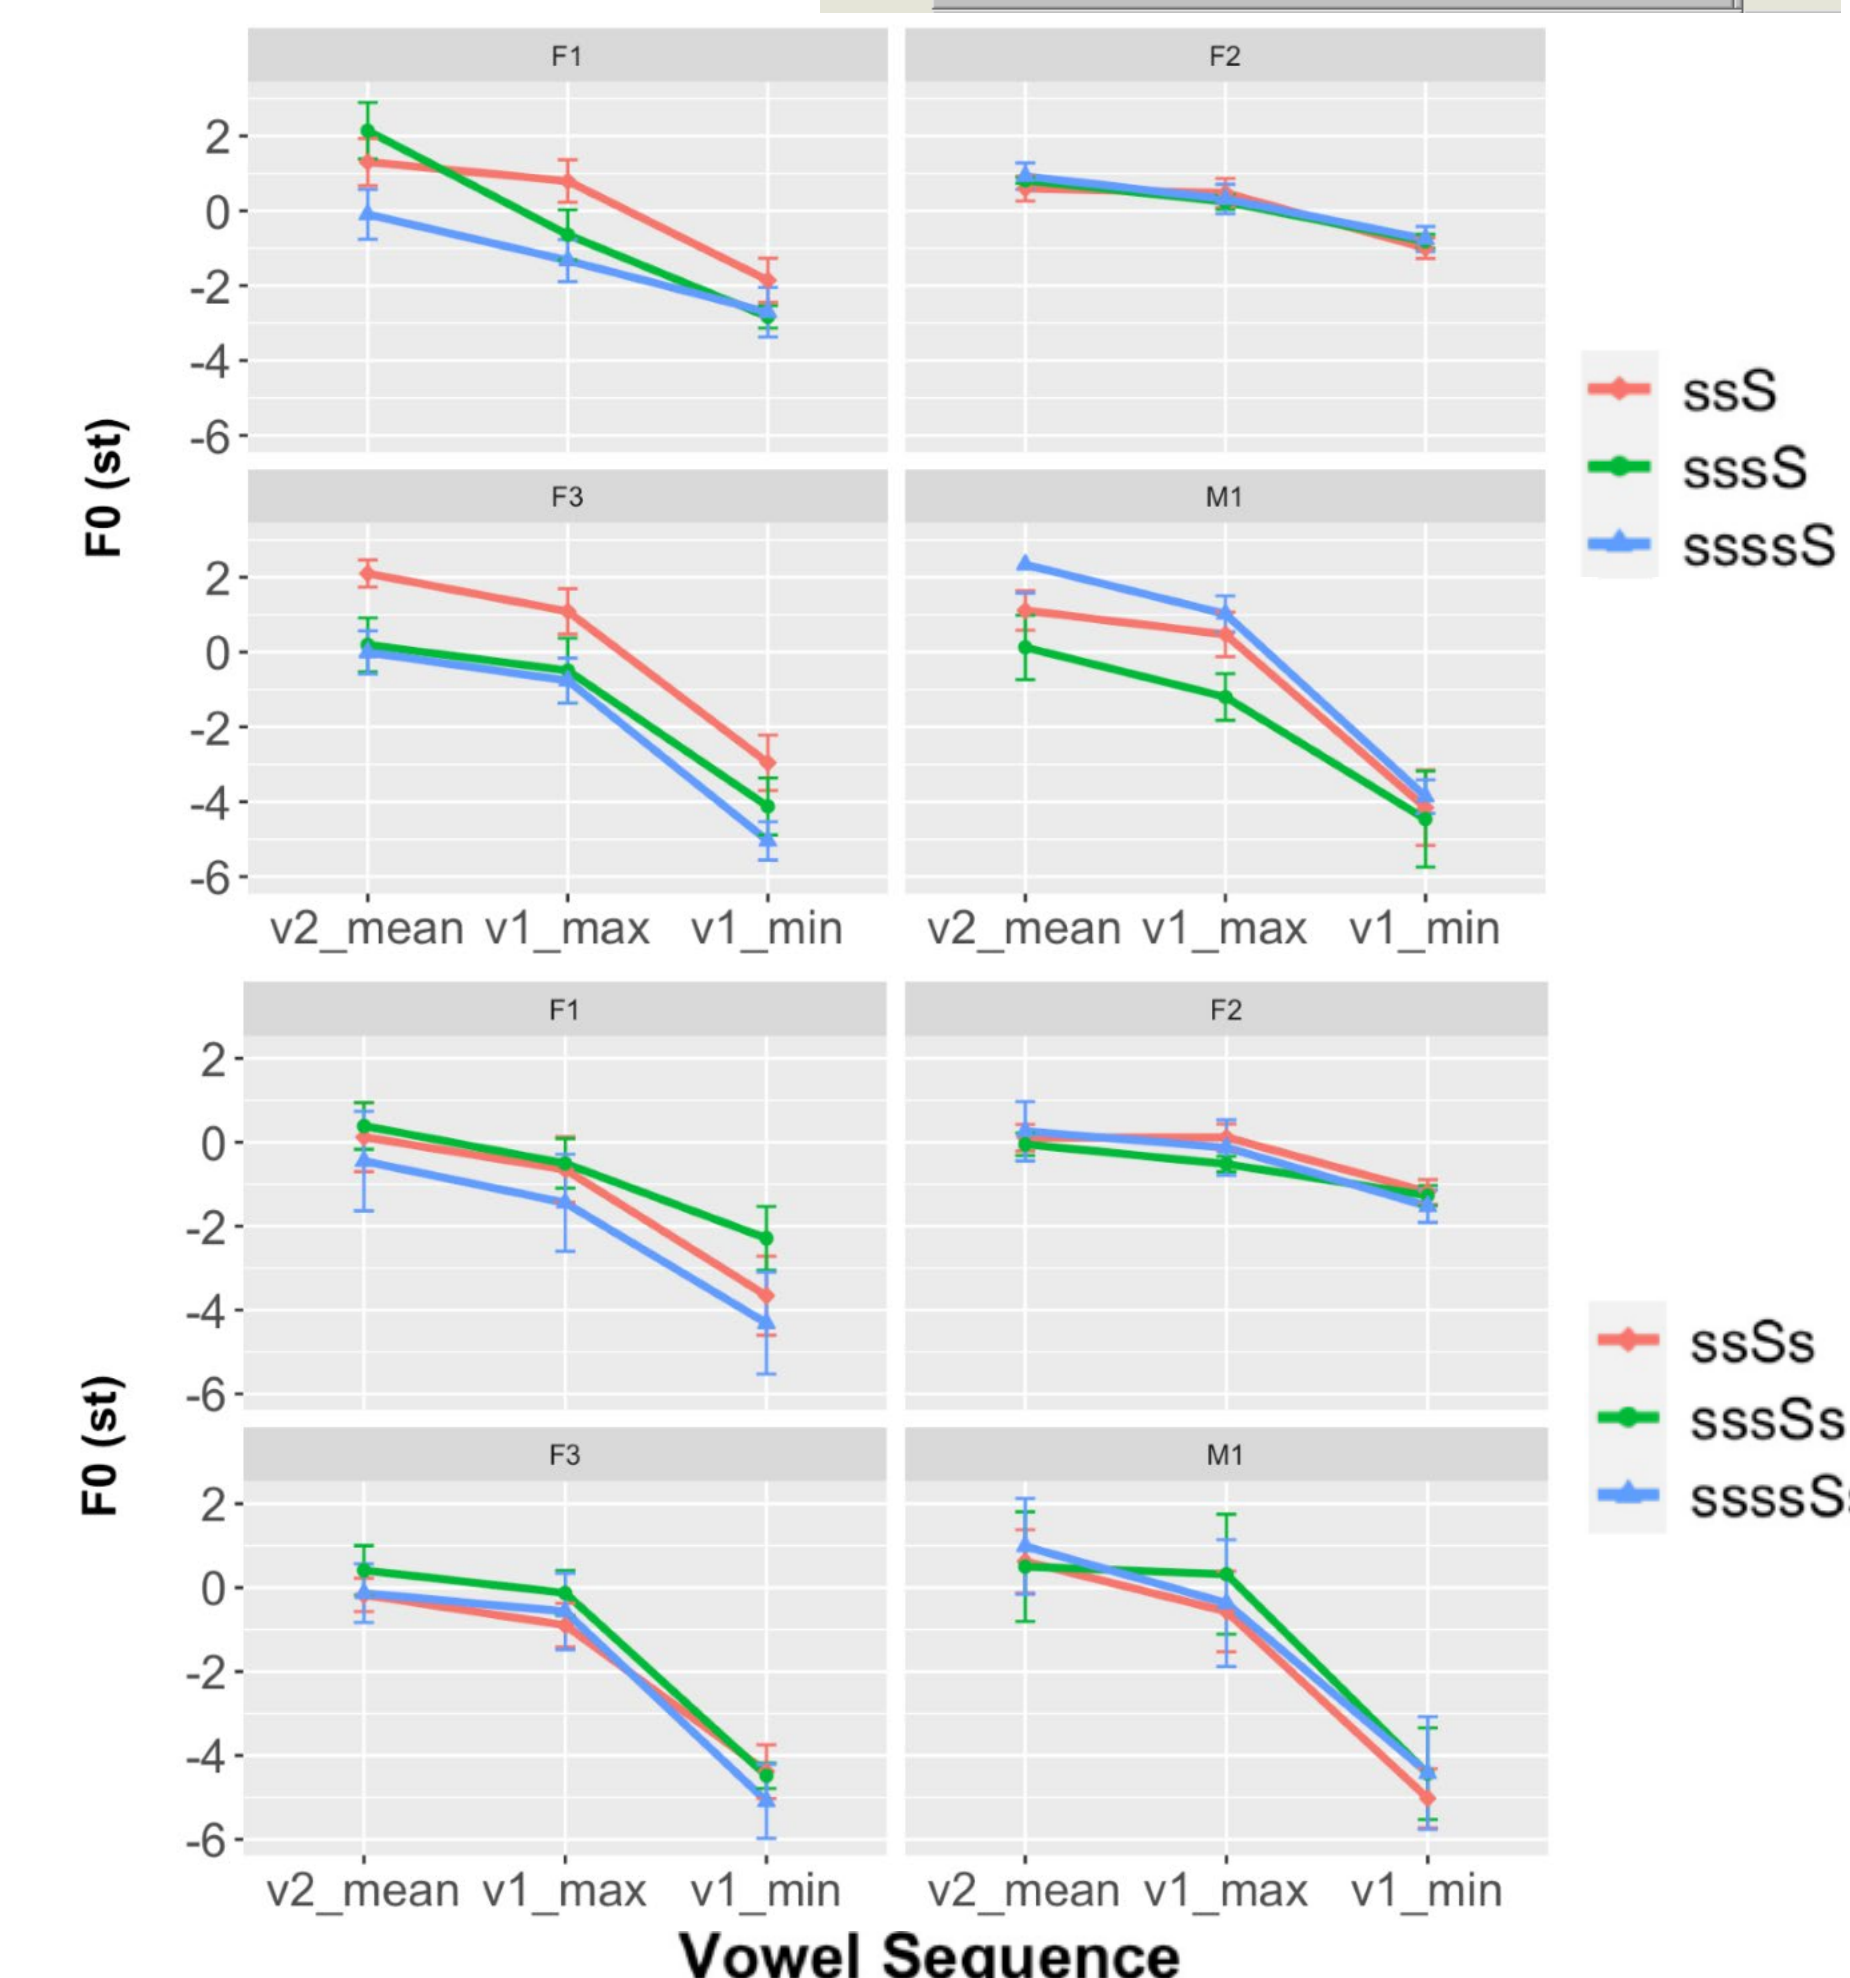 F1 F2
2
0
-2
-4
-6
F0 (st)
ssS
sssS
ssssS
F3 M1
2
0
-2
-4
-6
v2_mean v1_max v1_min v2_mean v1_max v1_min
F1 F2
2
0
-2
-4
-6
F0 (st)
ssSs
sssSs
ssssSs
F3 M1
2
0
-2
-4
-6
v2_mean v1_max v1_min v2_mean v1_max v1_min
Vowel Sequence